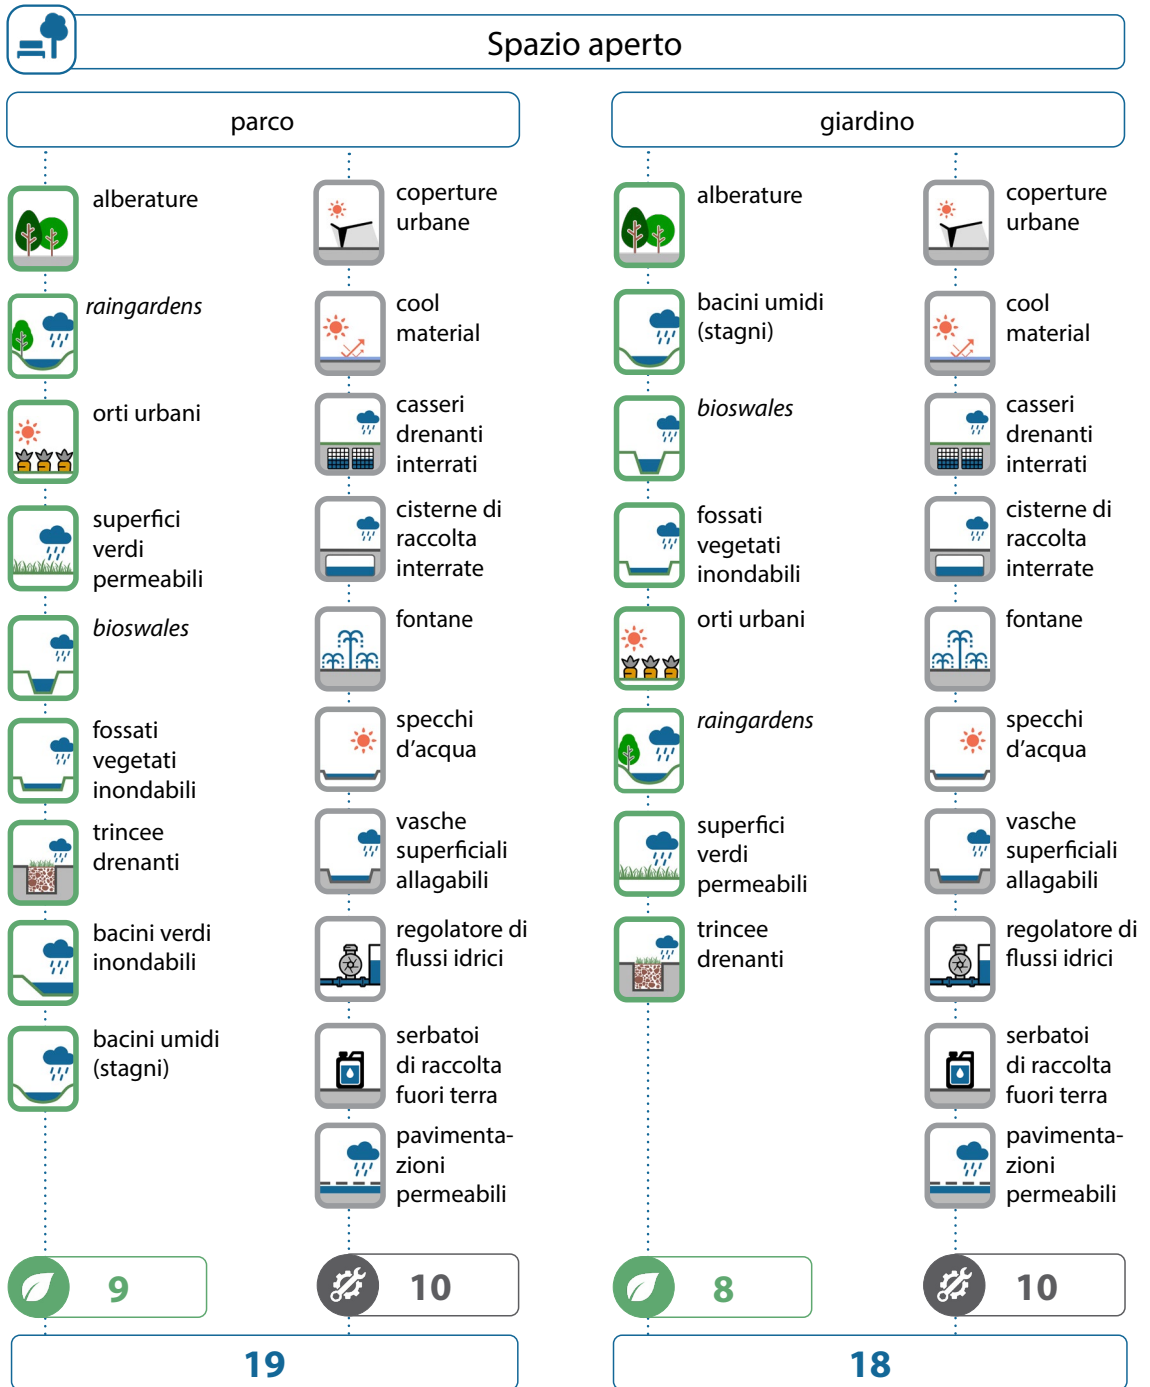 Spazio aperto
parco
alberature
raingardens
orti urbani
superfici
verdi
permeabili
bioswales
fossati
vegetati
inondabili
trincee
drenanti
bacini verdi
inondabili
bacini umidi
(stagni)
coperture
urbane
cool
material
casseri
drenanti
interrati
cisterne di
raccolta
interrate
fontane
specchi
d’acqua
vasche
superficiali
allagabili
regolatore di
flussi idrici
serbatoi
di raccolta
fuori terra
pavimenta-
zioni
permeabili
9
10
19
giardino
alberature
bacini umidi
(stagni)
bioswales
fossati
vegetati
inondabili
orti urbani
raingardens
superfici
verdi
permeabili
trincee
drenanti
coperture
urbane
cool
material
casseri
drenanti
interrati
cisterne di
raccolta
interrate
fontane
specchi
d’acqua
vasche
superficiali
allagabili
regolatore di
flussi idrici
serbatoi
di raccolta
fuori terra
pavimenta-
zioni
permeabili
8
10
18